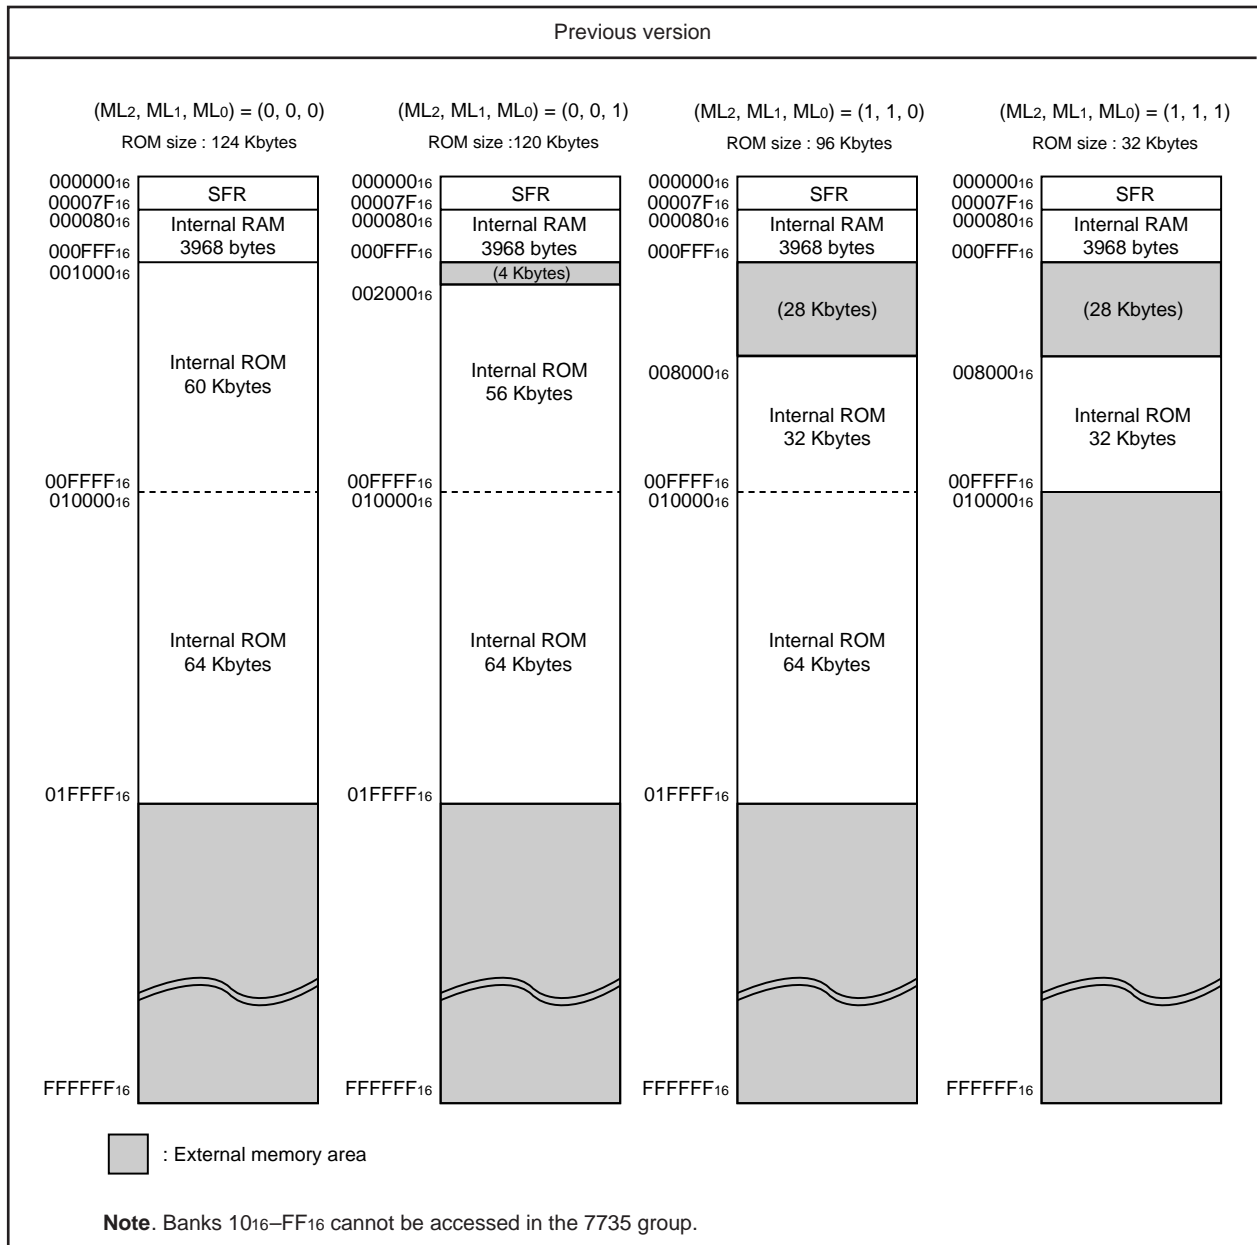 Previous version
(ML2, ML1, ML0) = (0, 0, 0)
ROM size : 124 Kbytes
00000016
00007F16
00008016
000FFF16
00100016
00FFFF16
01000016
01FFFF16
FFFFFF16
SFR
Internal RAM
3968 bytes
Internal ROM
60 Kbytes
Internal ROM
64 Kbytes
(ML2, ML1, ML0) = (0, 0, 1)
ROM size :120 Kbytes
00000016
00007F16
00008016
000FFF16
00200016
00FFFF16
01000016
01FFFF16
FFFFFF16
SFR
Internal RAM
3968 bytes
(4 Kbytes)
Internal ROM
56 Kbytes
Internal ROM
64 Kbytes
(ML2, ML1, ML0) = (1, 1, 0)
ROM size : 96 Kbytes
00000016
00007F16
00008016
000FFF16
00800016
00FFFF16
01000016
01FFFF16
FFFFFF16
SFR
Internal RAM
3968 bytes
(28 Kbytes)
Internal ROM
32 Kbytes
Internal ROM
64 Kbytes
(ML2, ML1, ML0) = (1, 1, 1)
ROM size : 32 Kbytes
00000016
00007F16
00008016
000FFF16
00800016
00FFFF16
01000016
FFFFFF16
SFR
Internal RAM
3968 bytes
(28 Kbytes)
Internal ROM
32 Kbytes
: External memory area
Note. Banks 1016–FF16 cannot be accessed in the 7735 group.